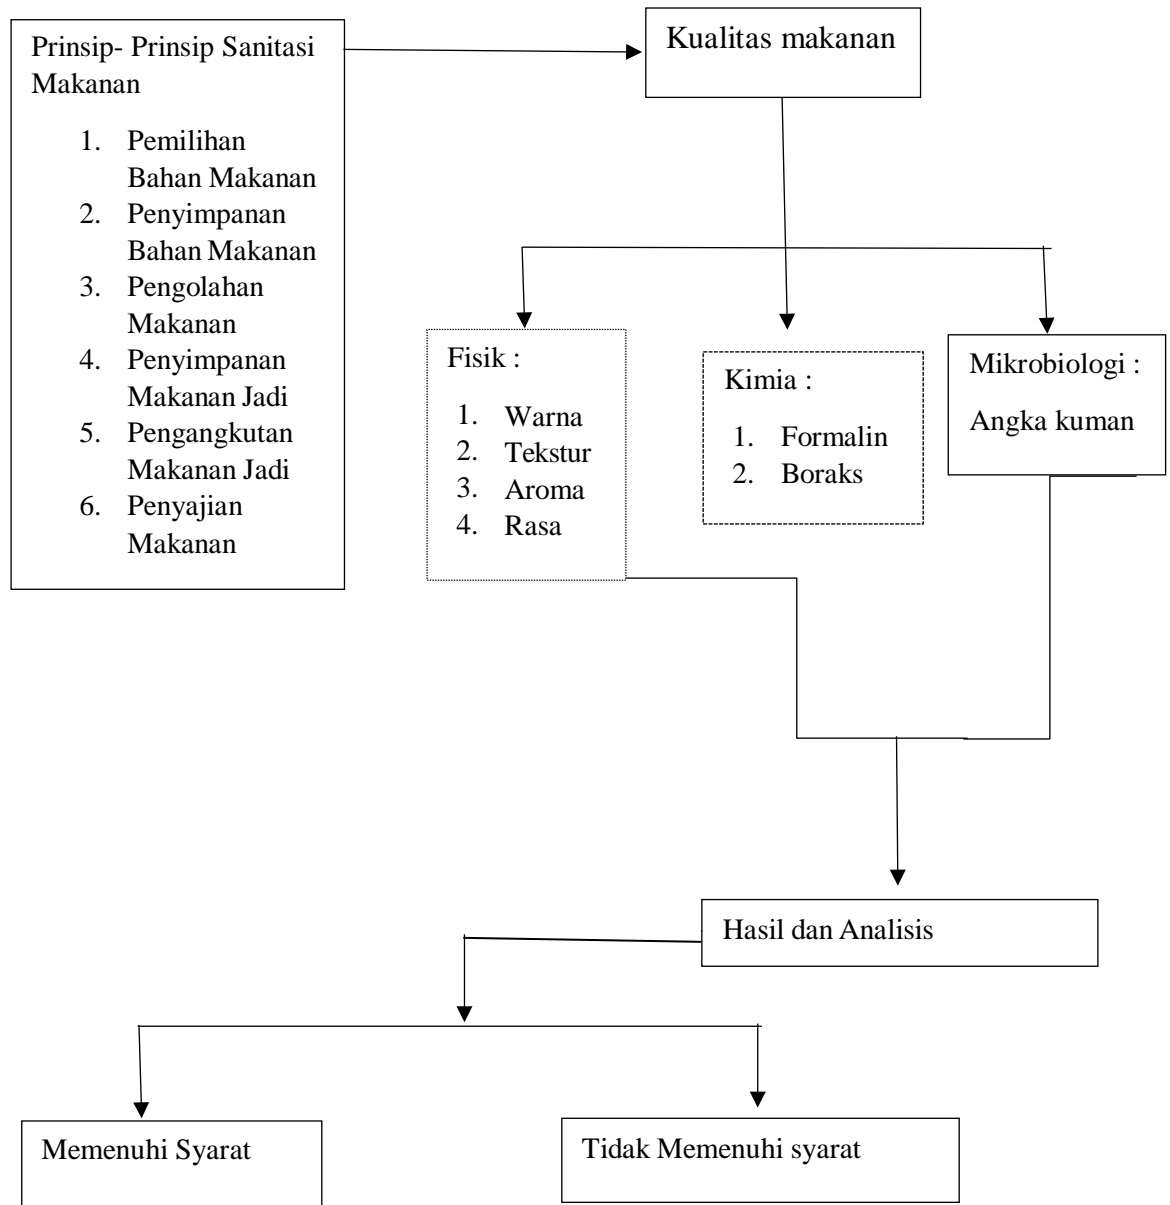 Prinsip- Prinsip Sanitasi
Makanan
1. Pemilihan
Bahan Makanan
2. Penyimpanan
Bahan Makanan
3. Pengolahan
Makanan
4. Penyimpanan
Makanan Jadi
5. Pengangkutan
Makanan Jadi
6. Penyajian
Makanan
Kualitas makanan
Fisik :
1. Warna
2. Tekstur
3. Aroma
4. Rasa
Kimia :
1. Formalin
2. Boraks
Mikrobiologi :
Angka kuman
Hasil dan Analisis
Memenuhi Syarat
Tidak Memenuhi syarat